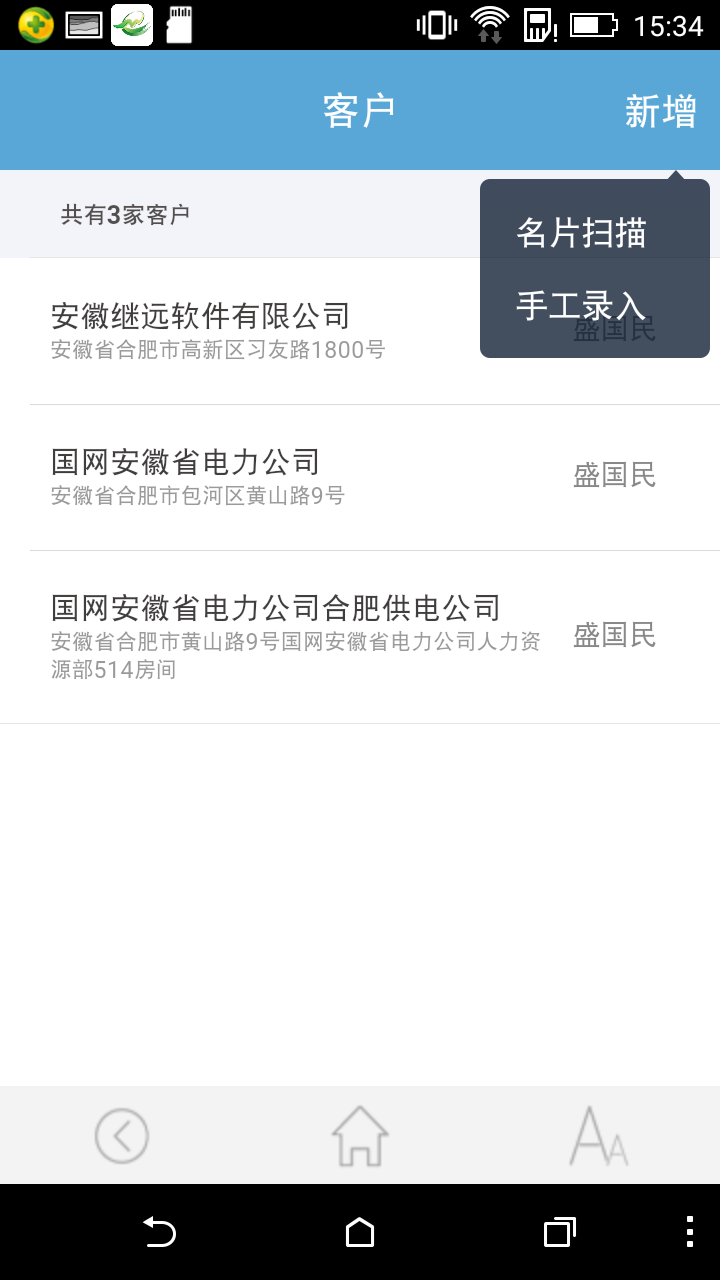 15:34
客户
新增
共有3家客户
名片扫描
手工录入
安徽继远软件有限公司
安徽省合肥市高新区习友路1800号
盛国民
国网安徽省电力公司
安徽省合肥市包河区黄山路9号
盛国民
国网安徽省电力公司合肥供电公司
安徽省合肥市黄山路9号国网安徽省电力公司人力资
源部514房间
盛国民
AA